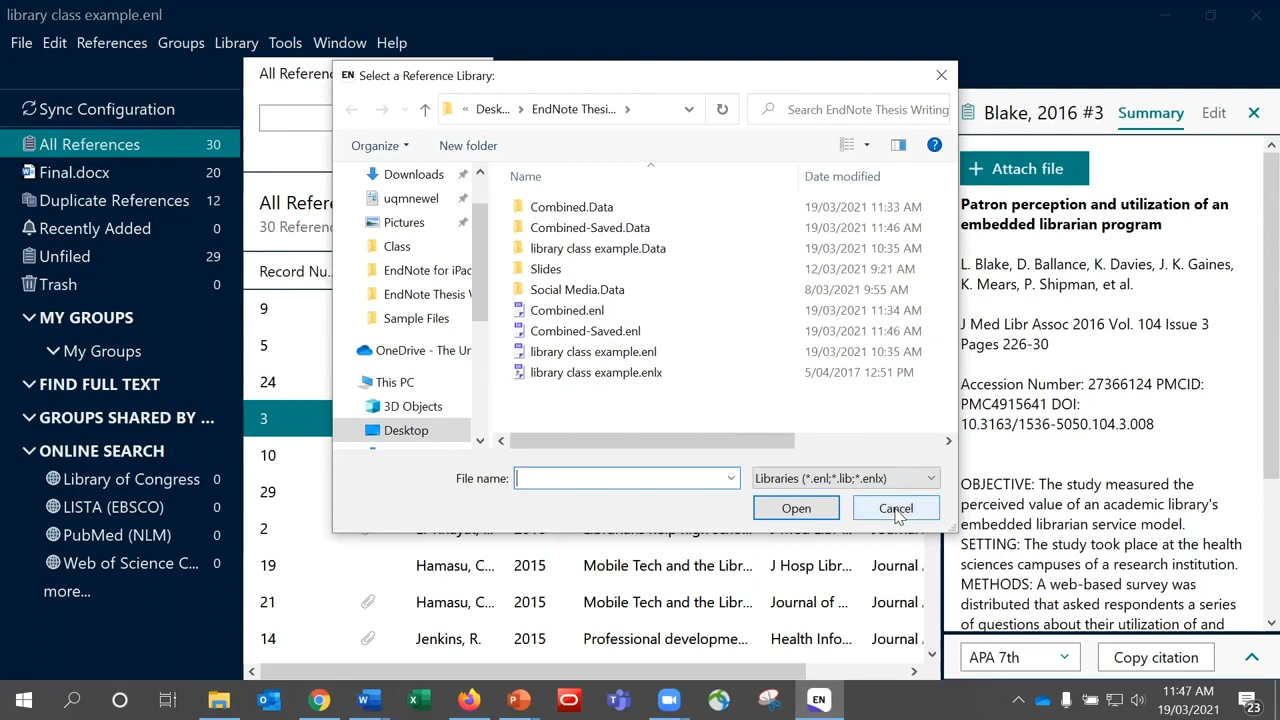 library class example.enl
File Edit References Groups Library Tools Window Help
Sync Configuration
All References 30
Final.docx 20
Duplicate References 12
Recently Added 0
Unfiled 29
Trash 0
MY GROUPS
My Groups
FIND FULL TEXT
GROUPS SHARED BY ...
ONLINE SEARCH
Library of Congress 0
LISTA (EBSCO) 0
PubMed (NLM) 0
Web of Science C... 0
more...
All Referen
All Refere
30 Referenc
Record Nu...
9
5
24
3
10
29
2
19 Hamasu, C... 2015 Mobile Tech and the Libr... J Hosp Libr... Journal
21 Hamasu, C... 2015 Mobile Tech and the Libr... Journal of ... Journal
14 Jenkins, R. 2015 Professional developme... Health Info... Journal
EN Select a Reference Library:
« Desk... EndNote Thesi...
Search EndNote Thesis Writing
Organize New folder
Downloads
uqmnewel
Pictures
Class
EndNote for iPac
EndNote Thesis W
Sample Files
OneDrive - The Un
This PC
3D Objects
Desktop
Name Date modified
Combined.Data 19/03/2021 11:33 AM
Combined-Saved.Data 19/03/2021 11:46 AM
library class example.Data 19/03/2021 10:35 AM
Slides 12/03/2021 9:21 AM
Social Media.Data 8/03/2021 9:55 AM
Combined.enl 19/03/2021 11:34 AM
Combined-Saved.enl 19/03/2021 11:46 AM
library class example.enl 19/03/2021 10:35 AM
library class example.enlx 5/04/2017 12:51 PM
File name: Libraries (*.enl;*.lib;*.enlx)
Open Cancel
Blake, 2016 #3 Summary Edit
Attach file
Patron perception and utilization of an
embedded librarian program
L. Blake, D. Ballance, K. Davies, J. K. Gaines,
K. Mears, P. Shipman, et al.
J Med Libr Assoc 2016 Vol. 104 Issue 3
Pages 226-30
Accession Number: 27366124 PMCID:
PMC4915641 DOI:
10.3163/1536-5050.104.3.008
OBJECTIVE: The study measured the
perceived value of an academic library's
embedded librarian service model.
SETTING: The study took place at the health
sciences campuses of a research institution.
METHODS: A web-based survey was
distributed that asked respondents a series
of questions about their utilization of and
APA 7th Copy citation
EN
11:47 AM
19/03/2021
23